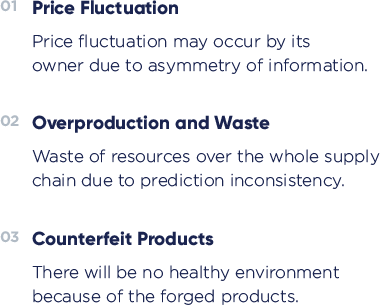 01 Price Fluctuation
Price fluctuation may occur by its
owner due to asymmetry of information.
02 Overproduction and Waste
Waste of resources over the whole supply
chain due to prediction inconsistency.
03 Counterfeit Products
There will be no healthy environment
because of the forged products.